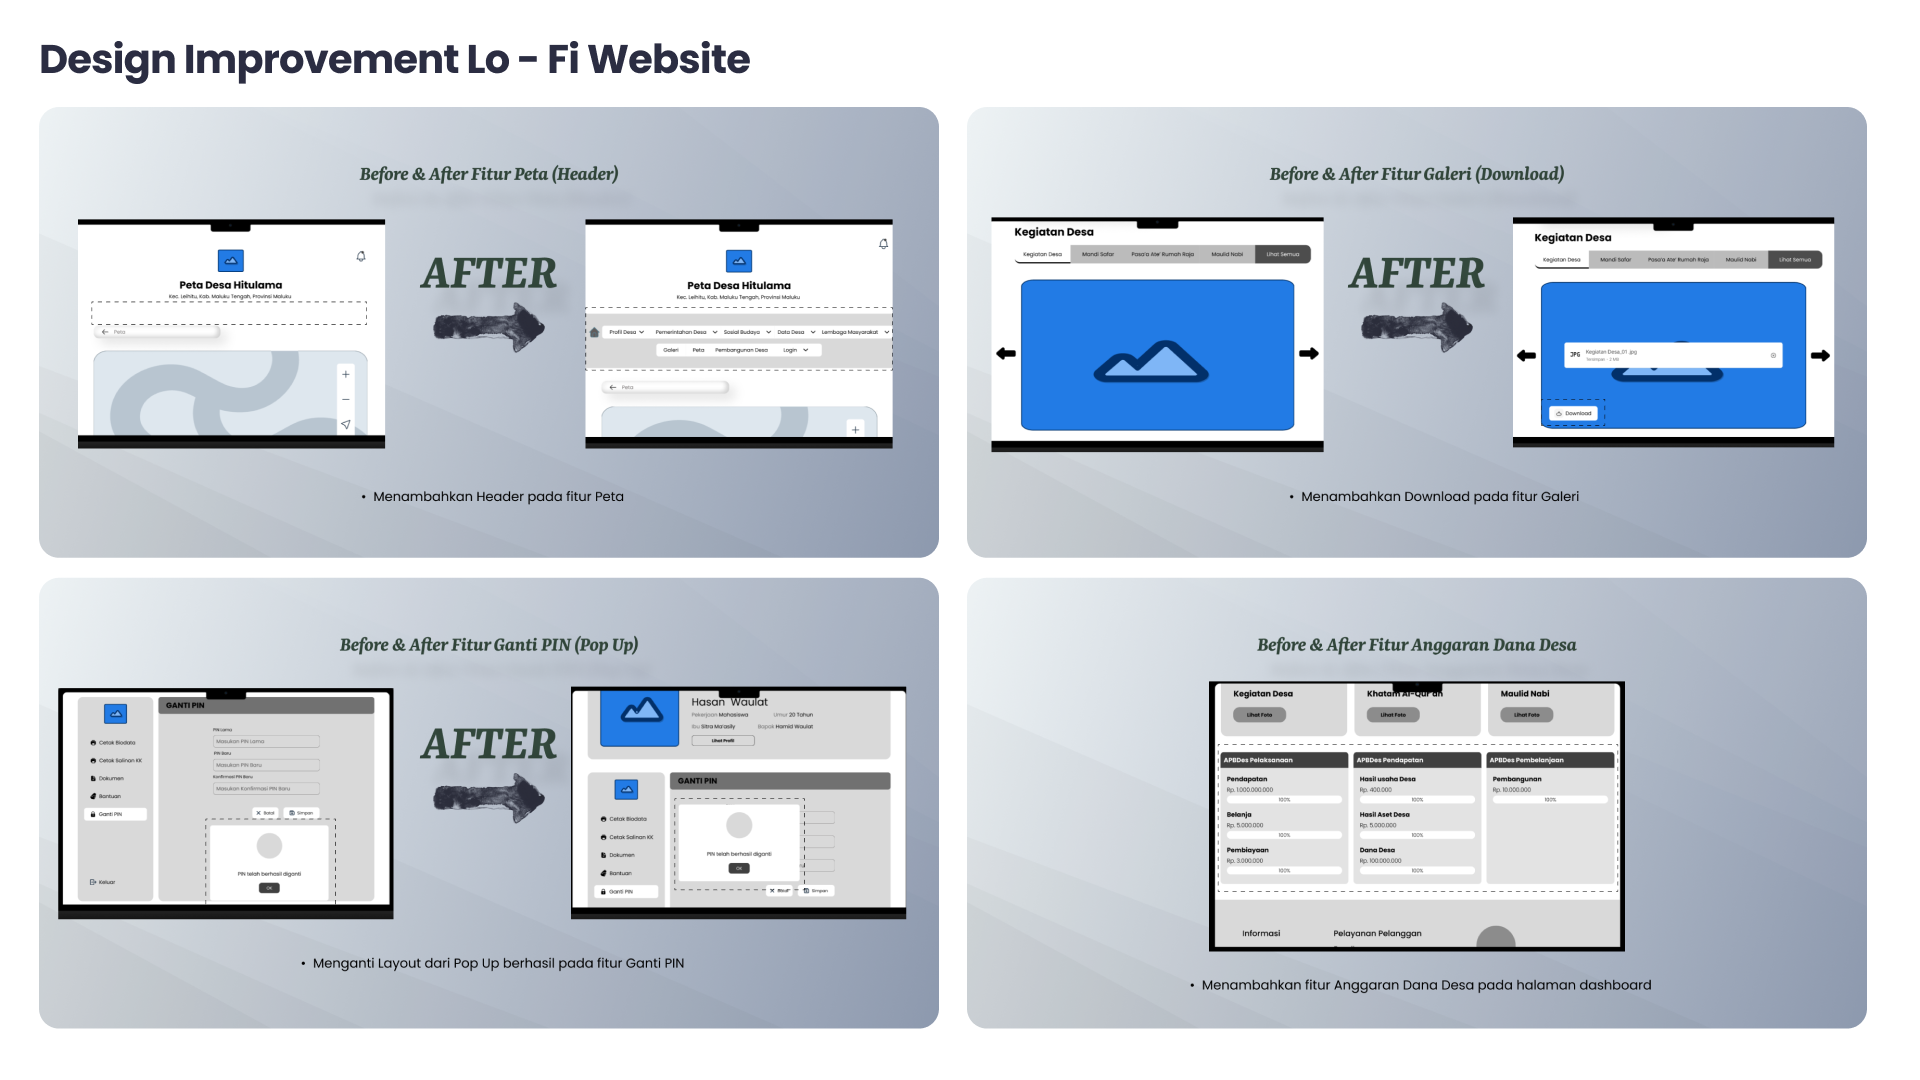 Design Improvement Lo - Fi Website
Before & After Fitur Peta (Header)
Peta Desa Hitulama
Kec. Leihitu, Kab. Maluku Tengah, Provinsi Maluku
Peta
AFTER
Peta Desa Hitulama
Kec. Leihitu, Kab. Maluku Tengah, Provinsi Maluku
Profil Desa Pemerintahan Desa Sosial Budaya Data Desa Lembaga Masyarakat
Galeri Peta Pembangunan Desa Login
Peta
• Menambahkan Header pada fitur Peta
Before & After Fitur Galeri (Download)
Kegiatan Desa
Kegiatan Desa Mandi Safar Pasa'a Ate' Rumah Raja Maulid Nabi Lihat Semua
AFTER
Kegiatan Desa
Kegiatan Desa Mandi Safar Pasa'a Ate' Rumah Raja Maulid Nabi Lihat Semua
JPG Kegiatan Desa_01 .jpg
Tersimpan - 2 MB
Download
• Menambahkan Download pada fitur Galeri
Before & After Fitur Ganti PIN (Pop Up)
GANTI PIN
Cetak Biodata
Cetak Salinan KK
Dokumen
Bantuan
Ganti PIN
Keluar
PIN Lama
Masukan PIN Lama
PIN Baru
Masukan PIN Baru
Konfirmasi PIN Baru
Masukan Konfirmasi PIN Baru
Batal Simpan
PIN telah berhasil diganti
OK
AFTER
Hasan Waulat
Pekerjaan Mahasiswa Umur 20 Tahun
Ibu Sitra Ma'asily Bapak Hamid Waulat
Lihat Profil
GANTI PIN
Cetak Biodata
Cetak Salinan KK
Dokumen
Bantuan
Ganti PIN
PIN telah berhasil diganti
OK
Batal Simpan
• Menganti Layout dari Pop Up berhasil pada fitur Ganti PIN
Before & After Fitur Anggaran Dana Desa
Kegiatan Desa Khatam Al-Qur'an Maulid Nabi
Lihat Foto Lihat Foto Lihat Foto
APBDes Pelaksanaan APBDes Pendapatan APBDes Pembelanjaan
Pendapatan Hasil usaha Desa Pembangunan
Rp. 1.000.000.000 Rp. 400.000 Rp. 10.000.000
100% 100% 100%
Belanja Hasil Aset Desa
Rp. 5.000.000 Rp. 5.000.000
100% 100%
Pembiayaan Dana Desa
Rp. 3.000.000 Rp. 100.000.000
100% 100%
Informasi Pelayanan Pelanggan
• Menambahkan fitur Anggaran Dana Desa pada halaman dashboard